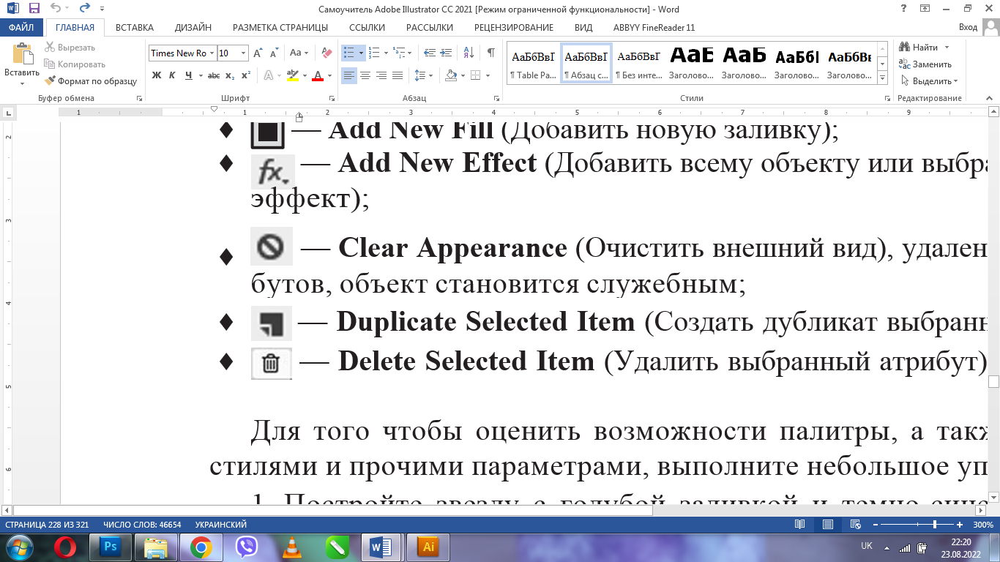 Самоучитель Adobe Illustrator CC 2021 [Режим ограниченной функциональности] - Word
ФАЙЛ ГЛАВНАЯ ВСТАВКА ДИЗАЙН РАЗМЕТКА СТРАНИЦЫ ССЫЛКИ РАССЫЛКИ РЕЦЕНЗИРОВАНИЕ ВИД ABBYY FineReader 11 Вход
Вставить
Вырезать
Копировать
Формат по образцу
Буфер обмена
Times New Ro 10
Ж К Ч abc x₂ x²
Шрифт
Абзац
АаБбВвГ АаБбВвГ АаБбВвГ АаБ АаБ АаБбІ АаБбВв
¶ Table Pa... ¶ Абзац с... ¶ Без инте... Заголово... Заголово... Заголово... Заголово...
Стили
Найти
Заменить
Выделить
Редактирование
1 1 2 3 4 5 6 7 8 9
2
3
4
5
6
♦ — Add New Fill (Добавить новую заливку);
♦ fx — Add New Effect (Добавить всему объекту или выбра
эффект);
♦ — Clear Appearance (Очистить внешний вид), удален
бутов, объект становится служебным;
♦ — Duplicate Selected Item (Создать дубликат выбранн
♦ — Delete Selected Item (Удалить выбранный атрибут)
Для того чтобы оценить возможности палитры, а такж
стилями и прочими параметрами, выполните небольшое уп
1. Постройте звезду с голубой заливкой и темно-сине
СТРАНИЦА 228 ИЗ 321 ЧИСЛО СЛОВ: 46654 УКРАИНСКИЙ 300%
Ps Ai UK 22:20
23.08.2022